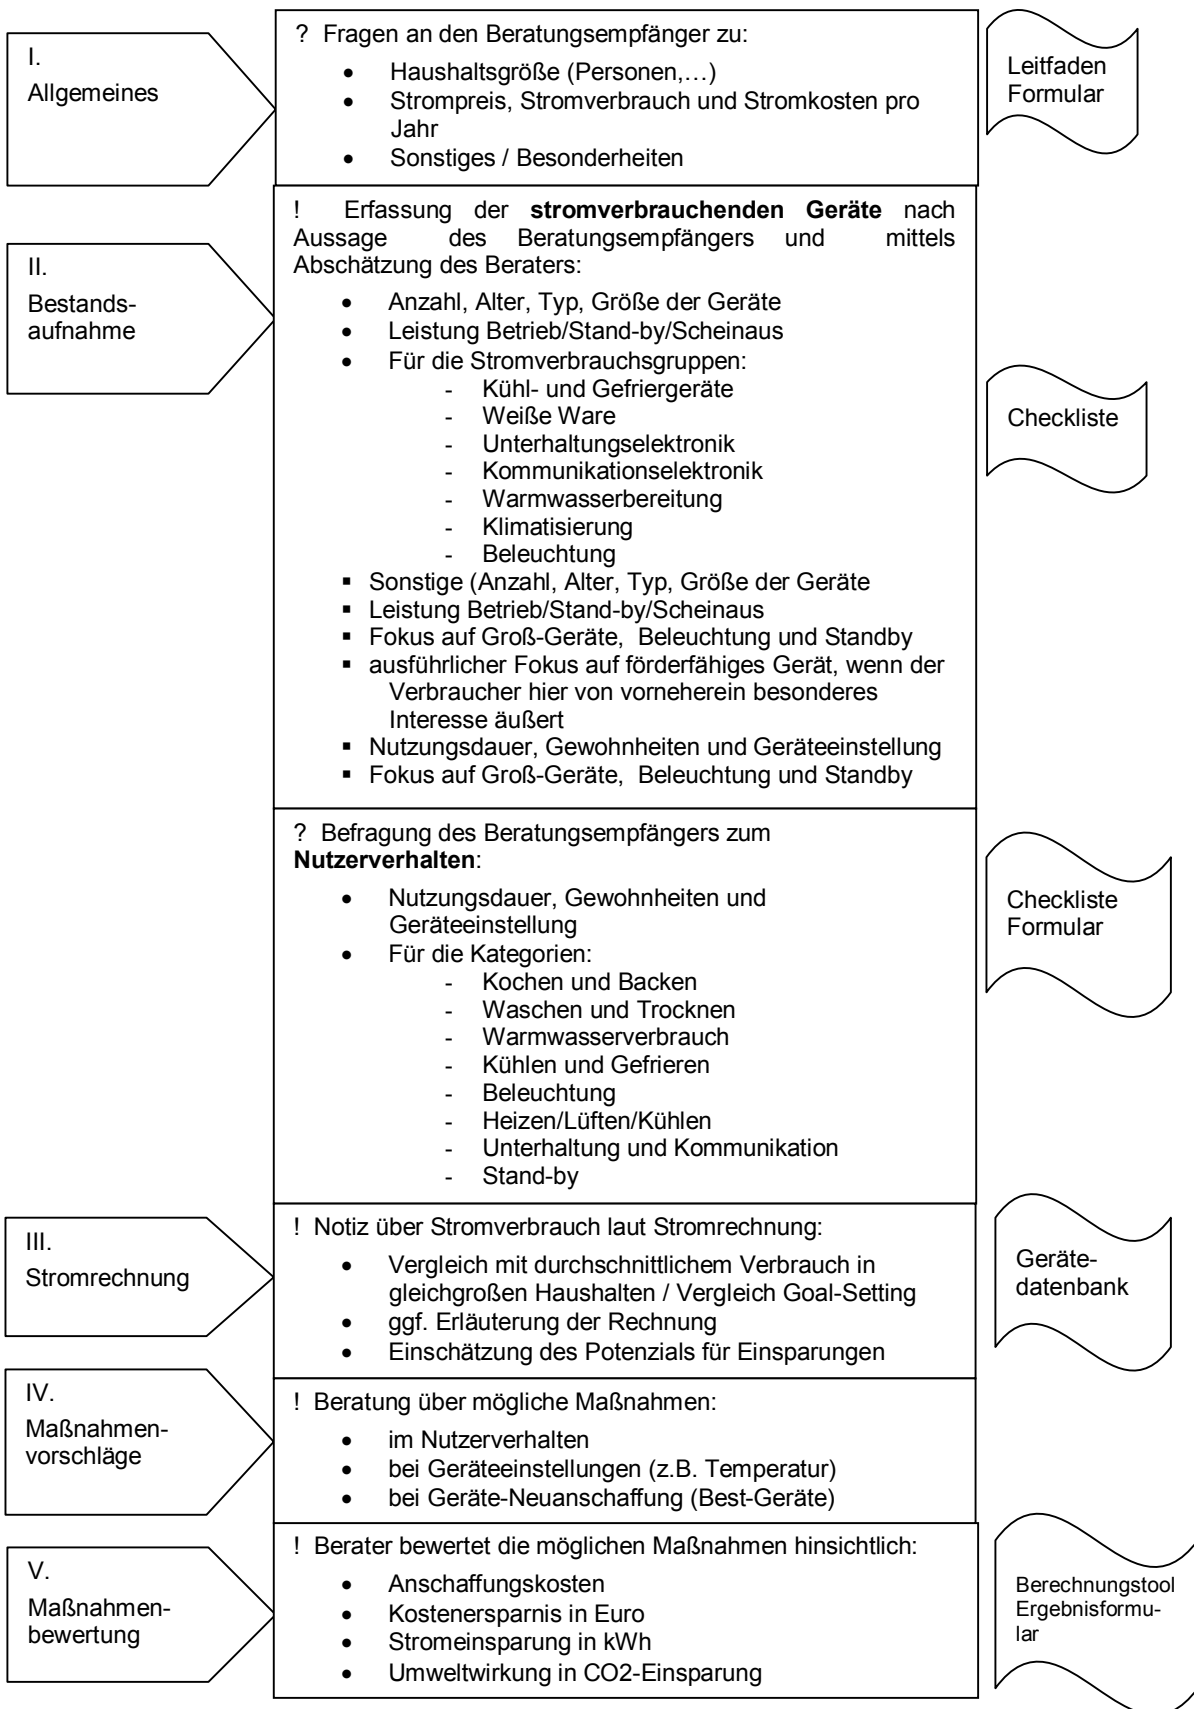 I.
Allgemeines
? Fragen an den Beratungsempfänger zu:
• Haushaltsgröße (Personen,…)
• Strompreis, Stromverbrauch und Stromkosten pro
Jahr
• Sonstiges / Besonderheiten
Leitfaden
Formular
II.
Bestands-
aufnahme
! Erfassung der stromverbrauchenden Geräte nach
Aussage des Beratungsempfängers und mittels
Abschätzung des Beraters:
• Anzahl, Alter, Typ, Größe der Geräte
• Leistung Betrieb/Stand-by/Scheinaus
• Für die Stromverbrauchsgruppen:
- Kühl- und Gefriergeräte
- Weiße Ware
- Unterhaltungselektronik
- Kommunikationselektronik
- Warmwasserbereitung
- Klimatisierung
- Beleuchtung
▪ Sonstige (Anzahl, Alter, Typ, Größe der Geräte
▪ Leistung Betrieb/Stand-by/Scheinaus
▪ Fokus auf Groß-Geräte, Beleuchtung und Standby
▪ ausführlicher Fokus auf förderfähiges Gerät, wenn der
Verbraucher hier von vorneherein besonderes
Interesse äußert
▪ Nutzungsdauer, Gewohnheiten und Geräteeinstellung
▪ Fokus auf Groß-Geräte, Beleuchtung und Standby
Checkliste
? Befragung des Beratungsempfängers zum
Nutzerverhalten:
• Nutzungsdauer, Gewohnheiten und
Geräteeinstellung
• Für die Kategorien:
- Kochen und Backen
- Waschen und Trocknen
- Warmwasserverbrauch
- Kühlen und Gefrieren
- Beleuchtung
- Heizen/Lüften/Kühlen
- Unterhaltung und Kommunikation
- Stand-by
Checkliste
Formular
III.
Stromrechnung
! Notiz über Stromverbrauch laut Stromrechnung:
• Vergleich mit durchschnittlichem Verbrauch in
gleichgroßen Haushalten / Vergleich Goal-Setting
• ggf. Erläuterung der Rechnung
• Einschätzung des Potenzials für Einsparungen
Geräte-
datenbank
IV.
Maßnahmen-
vorschläge
! Beratung über mögliche Maßnahmen:
• im Nutzerverhalten
• bei Geräteeinstellungen (z.B. Temperatur)
• bei Geräte-Neuanschaffung (Best-Geräte)
V.
Maßnahmen-
bewertung
! Berater bewertet die möglichen Maßnahmen hinsichtlich:
• Anschaffungskosten
• Kostenersparnis in Euro
• Stromeinsparung in kWh
• Umweltwirkung in CO2-Einsparung
Berechnungstool
Ergebnisformu-
lar